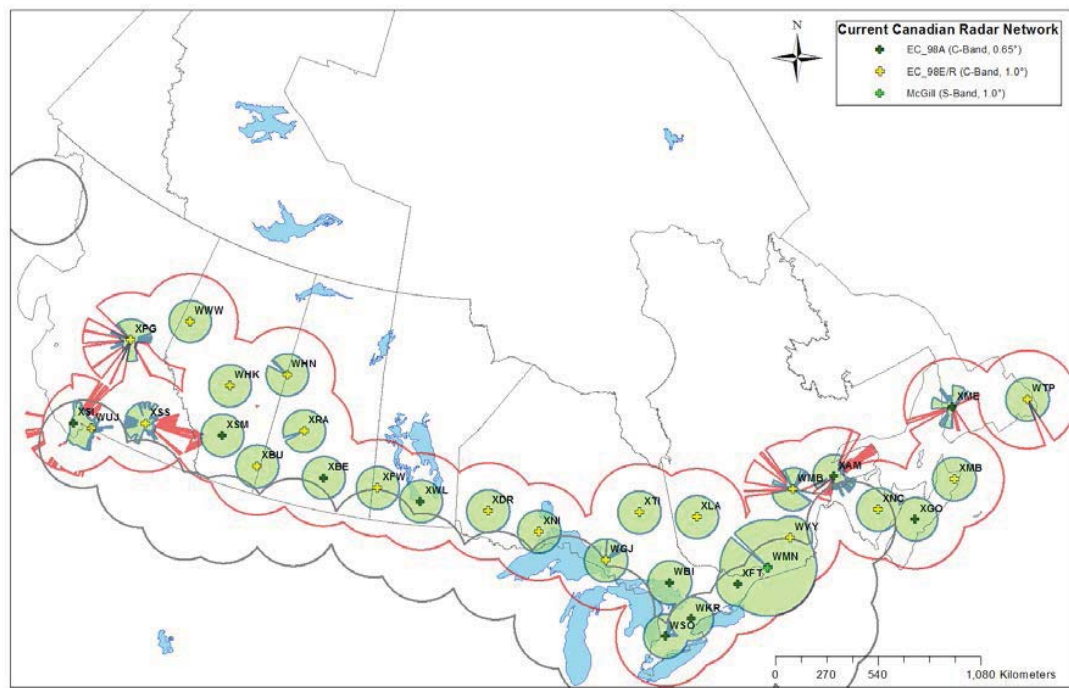 Current Canadian Radar Network
N
EC_98A (C-Band, 0.65°)
EC_98E/R (C-Band, 1.0°)
McGill (S-Band, 1.0°)
WWW
XPG
WHN
WHK
XME
WTP
XSI
WUJ
XSS
XSM
XRA
XBU
XBE
XFW
XWL
XDR
XNI
XTI
XLA
WMB
XAM
XMB
XNC
XGO
WVY
WGJ
WMN
WBI
XFT
WKR
WSO
0 270 540 1,080 Kilometers